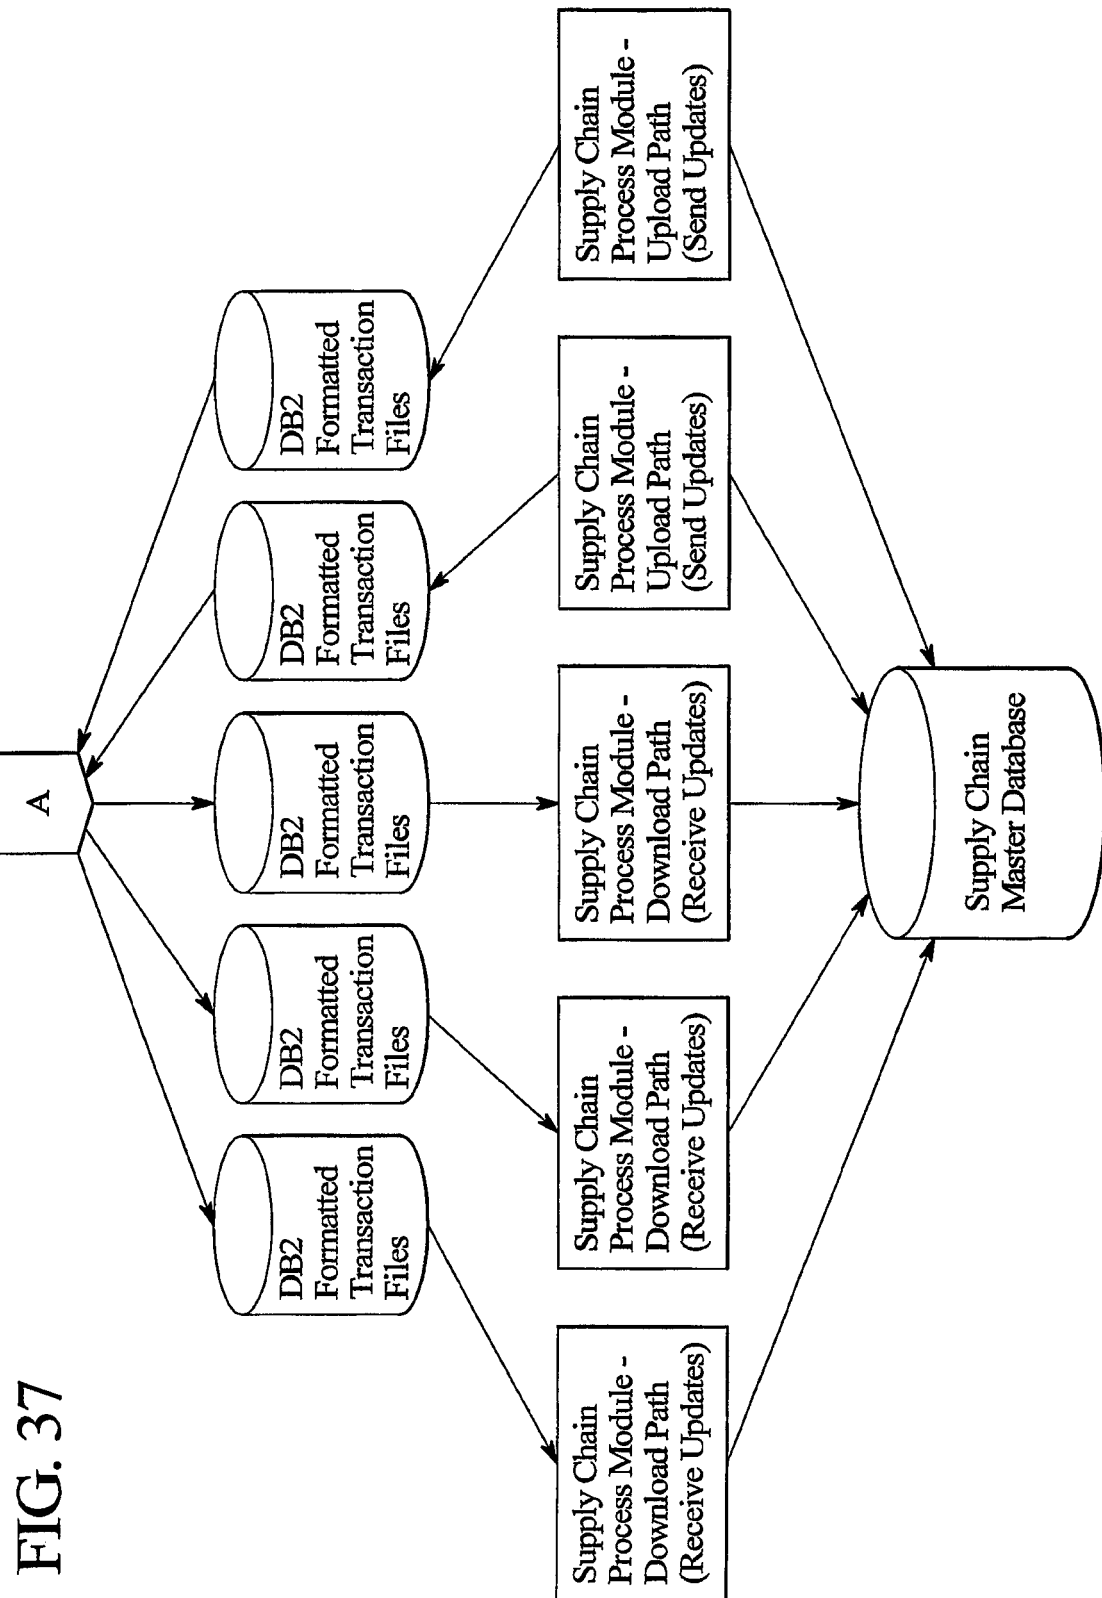 FIG. 37
A
DB2
Formatted
Transaction
Files
DB2
Formatted
Transaction
Files
DB2
Formatted
Transaction
Files
DB2
Formatted
Transaction
Files
DB2
Formatted
Transaction
Files
Supply Chain
Process Module -
Download Path
(Receive Updates)
Supply Chain
Process Module -
Download Path
(Receive Updates)
Supply Chain
Process Module -
Download Path
(Receive Updates)
Supply Chain
Process Module -
Upload Path
(Send Updates)
Supply Chain
Process Module -
Upload Path
(Send Updates)
Supply Chain
Master Database